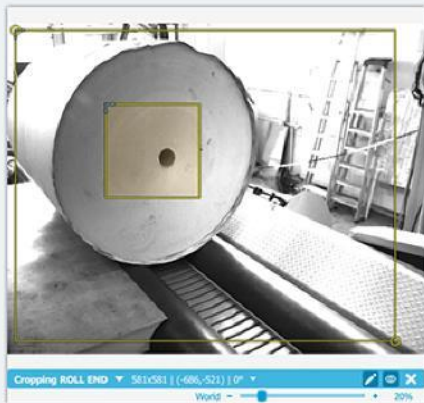 Cropping ROLL END ▼ 581x581 | (-686,-521) | 0° ▼
World - + 20%